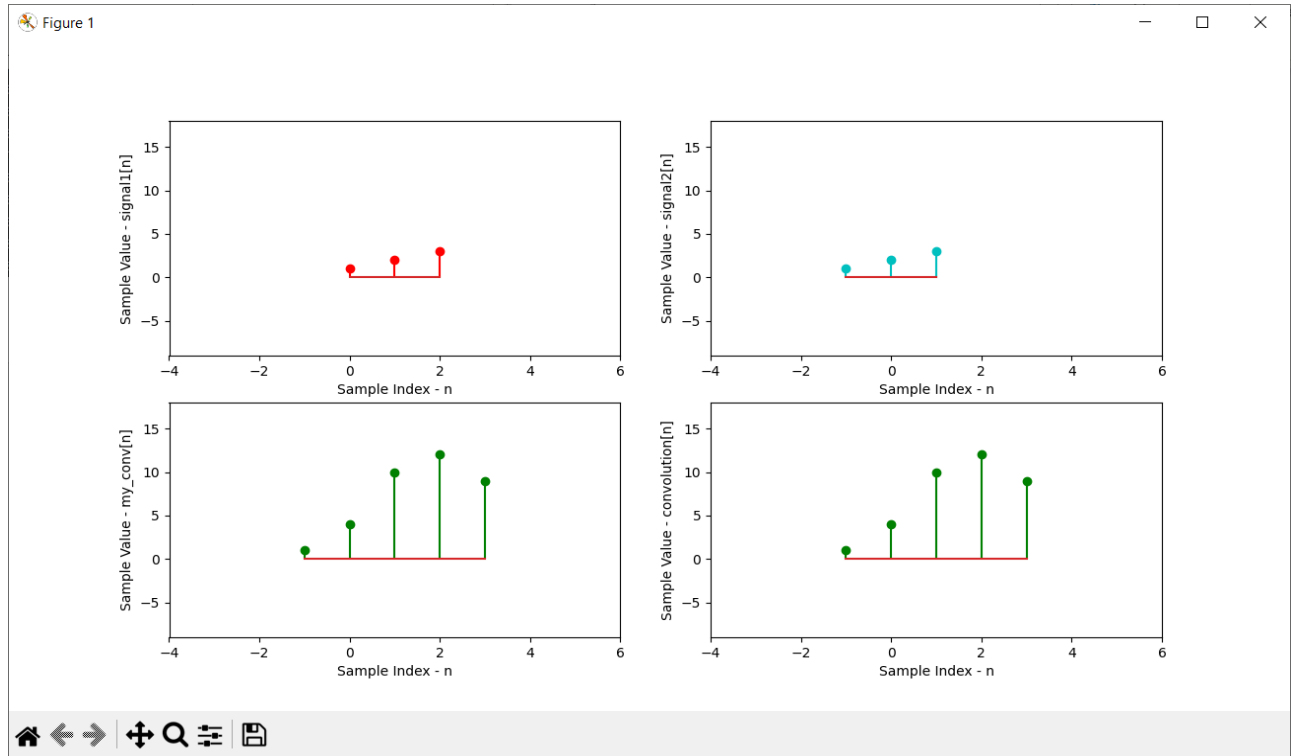 Figure 1
Sample Value - signal1[n]
15
10
5
0
−5
−4 −2 0 2 4 6
Sample Index - n
Sample Value - signal2[n]
15
10
5
0
−5
−4 −2 0 2 4 6
Sample Index - n
Sample Value - my_conv[n]
15
10
5
0
−5
−4 −2 0 2 4 6
Sample Index - n
Sample Value - convolution[n]
15
10
5
0
−5
−4 −2 0 2 4 6
Sample Index - n